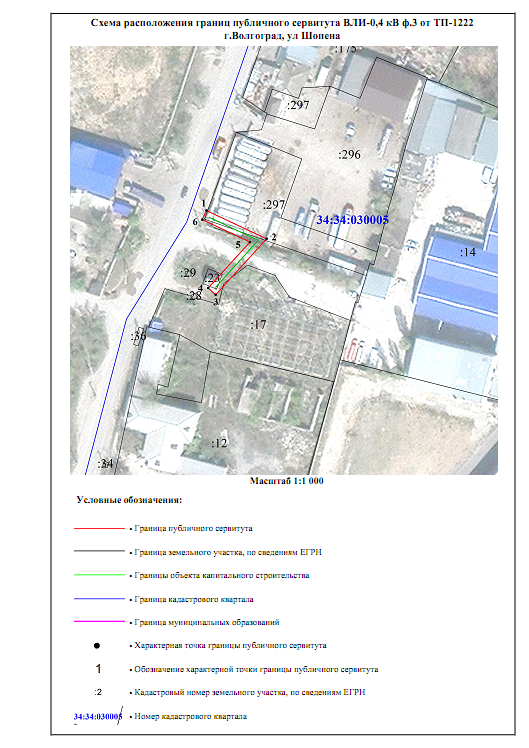 Схема расположения границ публичного сервитута ВЛИ-0,4 кВ ф.3 от ТП-1222
г.Волгоград, ул Шопена
:175
:297
:296
1
:297
34:34:030005
6
2
5
:14
:29
:23
4
:28
3
:17
:36
:12
:34
Масштаб 1:1 000
Условные обозначения:
- Граница публичного сервитута
- Граница земельного участка, по сведениям ЕГРН
- Границы объекта капитального строительства
- Граница кадастрового квартала
- Граница муниципальных образований
- Характерная точка границы публичного сервитута
1 - Обозначение характерной точки границы публичного сервитута
:2 - Кадастровый номер земельного участка, по сведениям ЕГРН
34:34:030005 - Номер кадастрового квартала